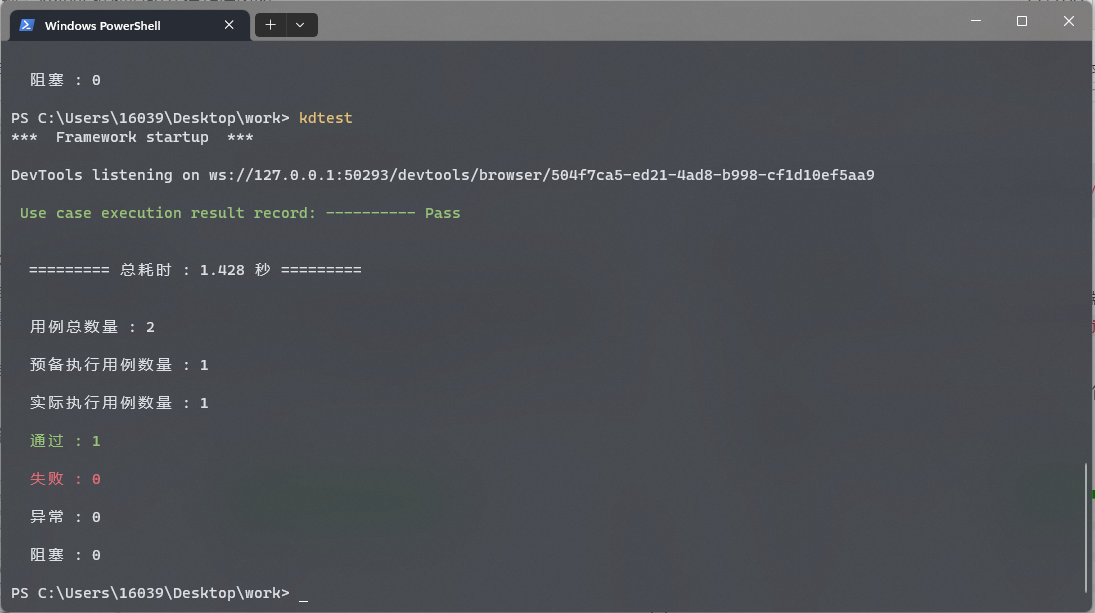 Windows PowerShell
阻塞 : 0
PS C:\Users\16039\Desktop\work> kdtest
*** Framework startup ***
DevTools listening on ws://127.0.0.1:50293/devtools/browser/504f7ca5-ed21-4ad8-b998-cf1d10ef5aa9
Use case execution result record: ---------- Pass
========= 总耗时 : 1.428 秒 =========
用例总数量 : 2
预备执行用例数量 : 1
实际执行用例数量 : 1
通过 : 1
失败 : 0
异常 : 0
阻塞 : 0
PS C:\Users\16039\Desktop\work> _